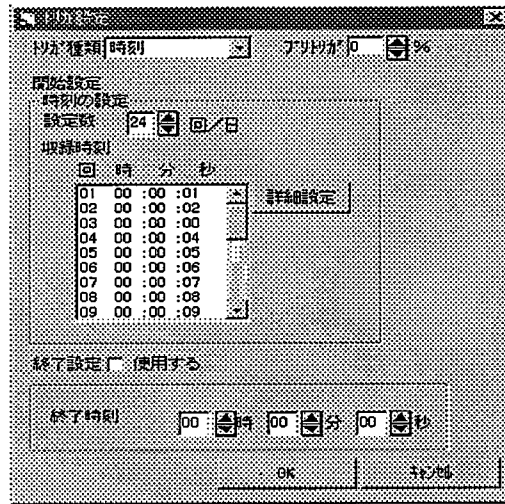 トリガ設定
トリガ種類 時刻 プリトリガ 0 %
開始設定
時刻の設定
設定数 24 回/日
収録時刻
回 時 分 秒
01 00 :00 :01
02 00 :00 :02
03 00 :00 :00
04 00 :00 :04
05 00 :00 :05
06 00 :00 :06
07 00 :00 :07
08 00 :00 :08
09 00 :00 :09
詳細設定
終了設定 使用する
終了時刻 00 時 00 分 00 秒
OK キャンセル